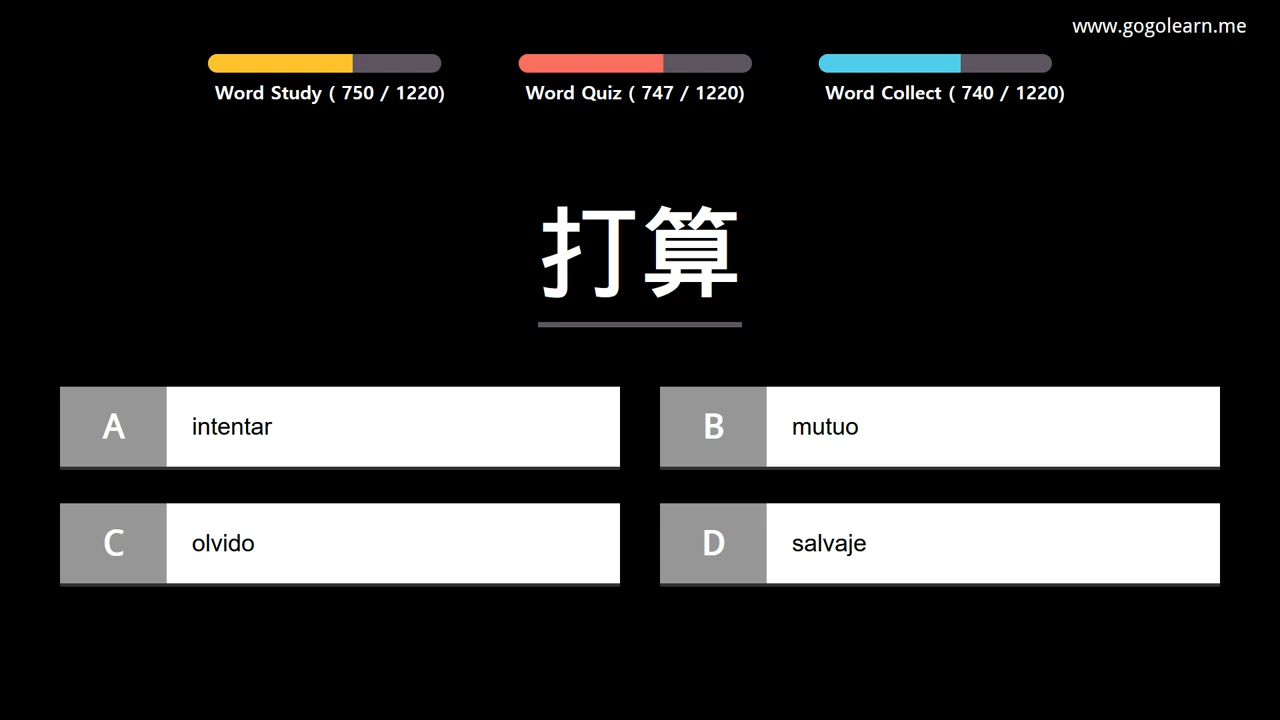 www.gogolearn.me
Word Study ( 750 / 1220)
Word Quiz ( 747 / 1220)
Word Collect ( 740 / 1220)
打算
A intentar
B mutuo
C olvido
D salvaje